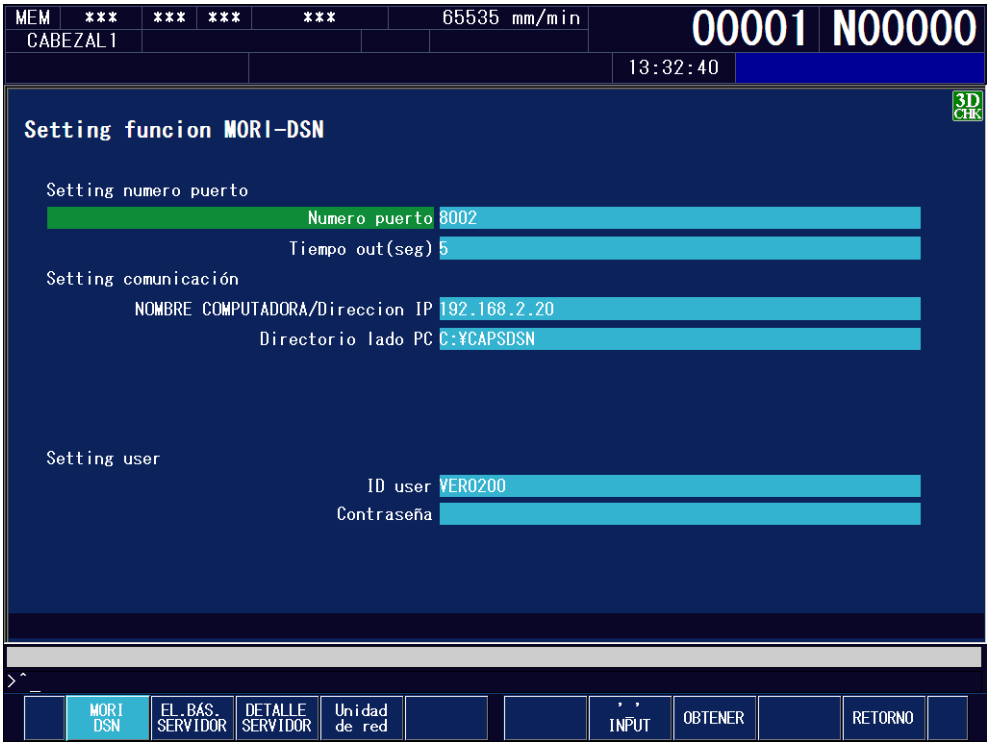 MEM *** *** *** *** 65535 mm/min 00001 N00000
CABEZAL1
13:32:40
3D
CHK
Setting funcion MORI-DSN
Setting numero puerto
Numero puerto 8002
Tiempo out(seg) 5
Setting comunicación
NOMBRE COMPUTADORA/Direccion IP 192.168.2.20
Directorio lado PC C:¥CAPSDSN
Setting user
ID user VER0200
Contraseña
>^_
MORI DSN
EL.BÁS. SERVIDOR
DETALLE SERVIDOR
Unidad de red
, , INPUT
OBTENER
RETORNO